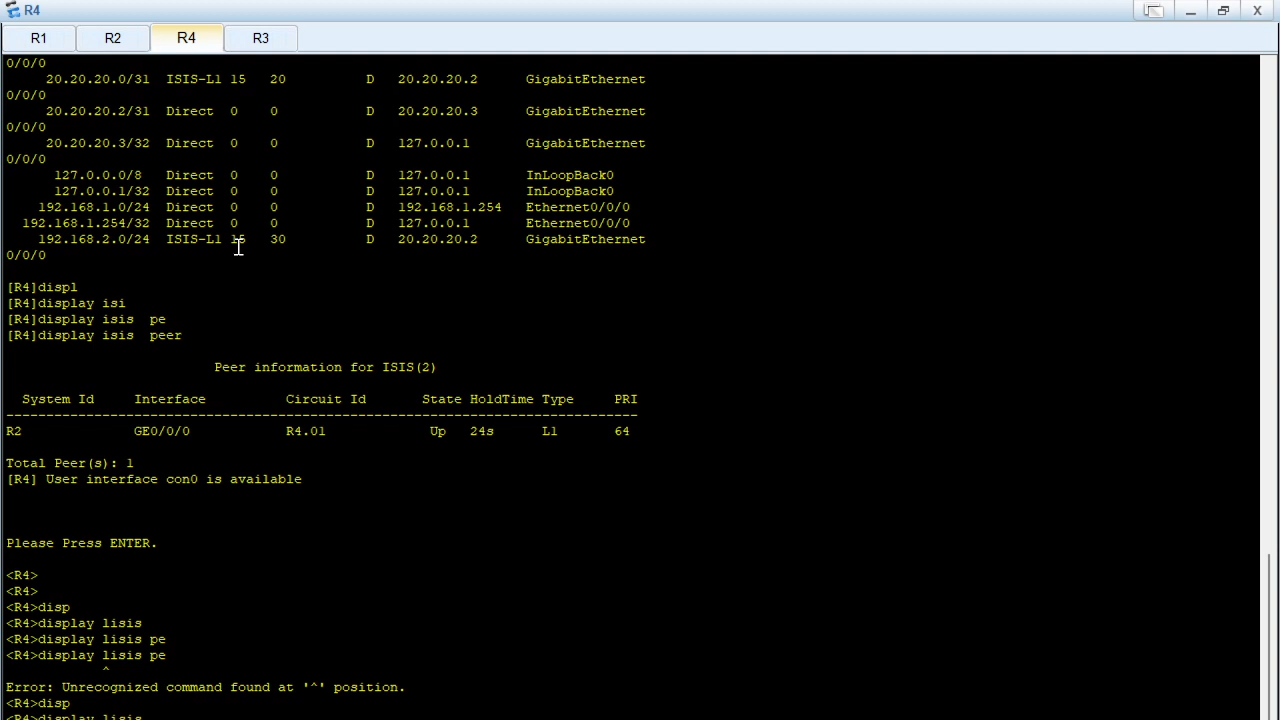 R4
R1 R2 R4 R3
0/0/0
20.20.20.0/31 ISIS-L1 15 20 D 20.20.20.2 GigabitEthernet
0/0/0
20.20.20.2/31 Direct 0 0 D 20.20.20.3 GigabitEthernet
0/0/0
20.20.20.3/32 Direct 0 0 D 127.0.0.1 GigabitEthernet
0/0/0
127.0.0.0/8 Direct 0 0 D 127.0.0.1 InLoopBack0
127.0.0.1/32 Direct 0 0 D 127.0.0.1 InLoopBack0
192.168.1.0/24 Direct 0 0 D 192.168.1.254 Ethernet0/0/0
192.168.1.254/32 Direct 0 0 D 127.0.0.1 Ethernet0/0/0
192.168.2.0/24 ISIS-L1 15 30 D 20.20.20.2 GigabitEthernet
0/0/0
[R4]displ
[R4]display isi
[R4]display isis pe
[R4]display isis peer
Peer information for ISIS(2)
System Id Interface Circuit Id State HoldTime Type PRI
--------------------------------------------------------------------------------
R2 GE0/0/0 R4.01 Up 24s L1 64
Total Peer(s): 1
[R4] User interface con0 is available
Please Press ENTER.
<R4>
<R4>
<R4>disp
<R4>display lisis
<R4>display lisis pe
<R4>display lisis pe
^
Error: Unrecognized command found at '^' position.
<R4>disp
<R4>display lisis